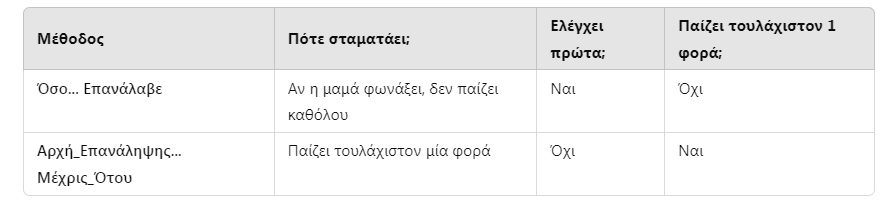 Μέθοδος Πότε σταματάει; Ελέγχει πρώτα; Παίζει τουλάχιστον 1 φορά;
Όσο... Επανάλαβε Αν η μαμά φωνάξει, δεν παίζει καθόλου Ναι Όχι
Αρχή_Επανάληψης... Μέχρις_Ότου Παίζει τουλάχιστον μία φορά Όχι Ναι